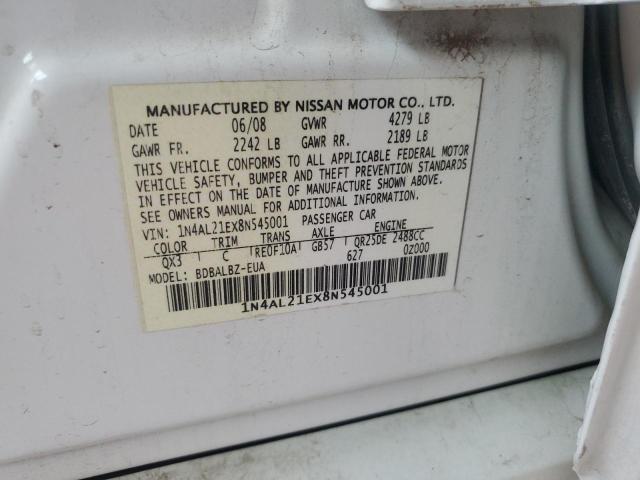 MANUFACTURED BY NISSAN MOTOR CO., LTD.
DATE 06/08 GVWR 4279 LB
GAWR FR. 2242 LB GAWR RR. 2189 LB
THIS VEHICLE CONFORMS TO ALL APPLICABLE FEDERAL MOTOR
VEHICLE SAFETY, BUMPER AND THEFT PREVENTION STANDARDS
IN EFFECT ON THE DATE OF MANUFACTURE SHOWN ABOVE.
SEE OWNERS MANUAL FOR ADDITIONAL INFORMATION.
VIN: 1N4AL21EX8N545001 PASSENGER CAR
COLOR TRIM TRANS AXLE ENGINE
QX3 C RE0F10A GB57 QR25DE 2488CC
MODEL: BDBALBZ-EUA 627 0Z000
1N4AL21EX8N545001